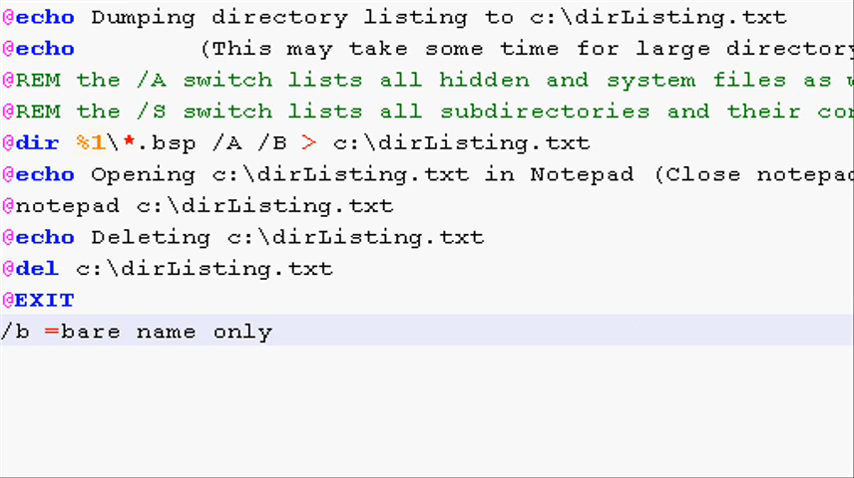 @echo Dumping directory listing to c:\dirListing.txt
@echo        (This may take some time for large directory
@REM the /A switch lists all hidden and system files as
@REM the /S switch lists all subdirectories and their
@dir %1\*.bsp /A /B > c:\dirListing.txt
@echo Opening c:\dirListing.txt in Notepad (Close
@notepad c:\dirListing.txt
@echo Deleting c:\dirListing.txt
@del c:\dirListing.txt
@EXIT
/b =bare name only